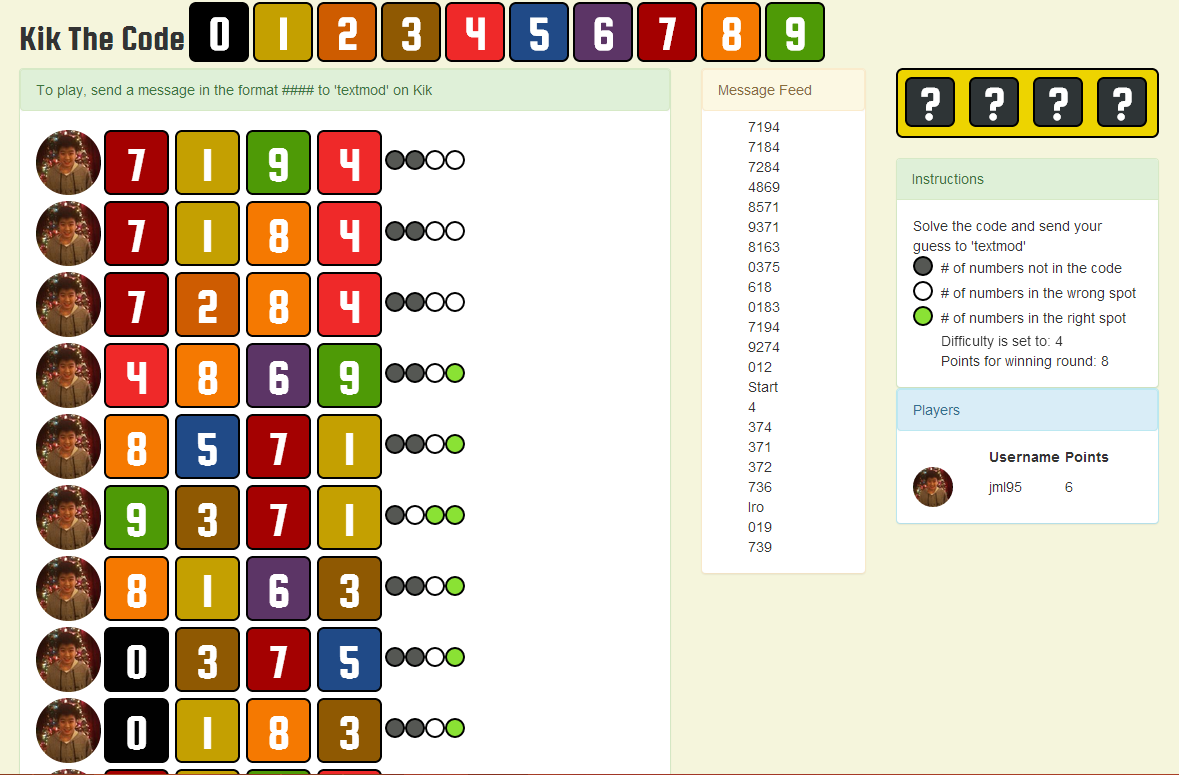 Kik The Code 0 1 2 3 4 5 6 7 8 9
To play, send a message in the format #### to 'textmod' on Kik
7 1 9 4
7 1 8 4
7 2 8 4
4 8 6 9
8 5 7 1
9 3 7 1
8 1 6 3
0 3 7 5
0 1 8 3
Message Feed
7194
7184
7284
4869
8571
9371
8163
0375
618
0183
7194
9274
012
Start
4
374
371
372
736
Iro
019
739
? ? ? ?
Instructions
Solve the code and send your
guess to 'textmod'
# of numbers not in the code
# of numbers in the wrong spot
# of numbers in the right spot
Difficulty is set to: 4
Points for winning round: 8
Players
Username Points
jml95 6